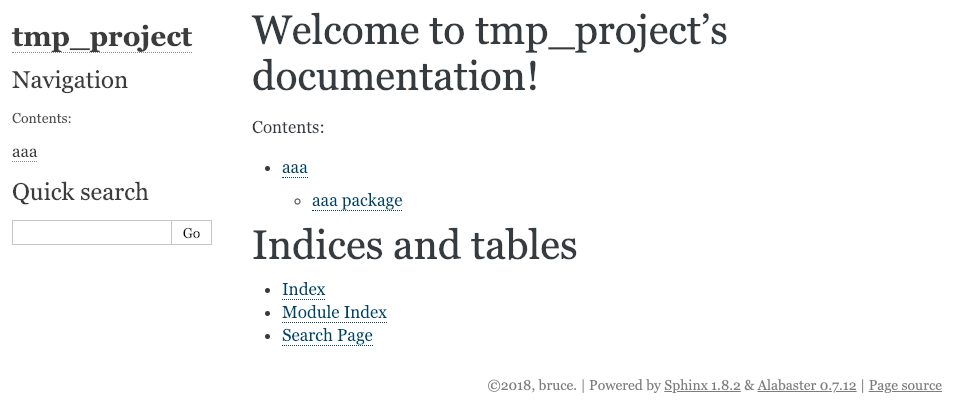 tmp_project
Navigation
Contents:
aaa
Quick search
Go
Welcome to tmp_project’s
documentation!
Contents:
• aaa
◦ aaa package
Indices and tables
• Index
• Module Index
• Search Page
©2018, bruce. | Powered by Sphinx 1.8.2 & Alabaster 0.7.12 | Page source